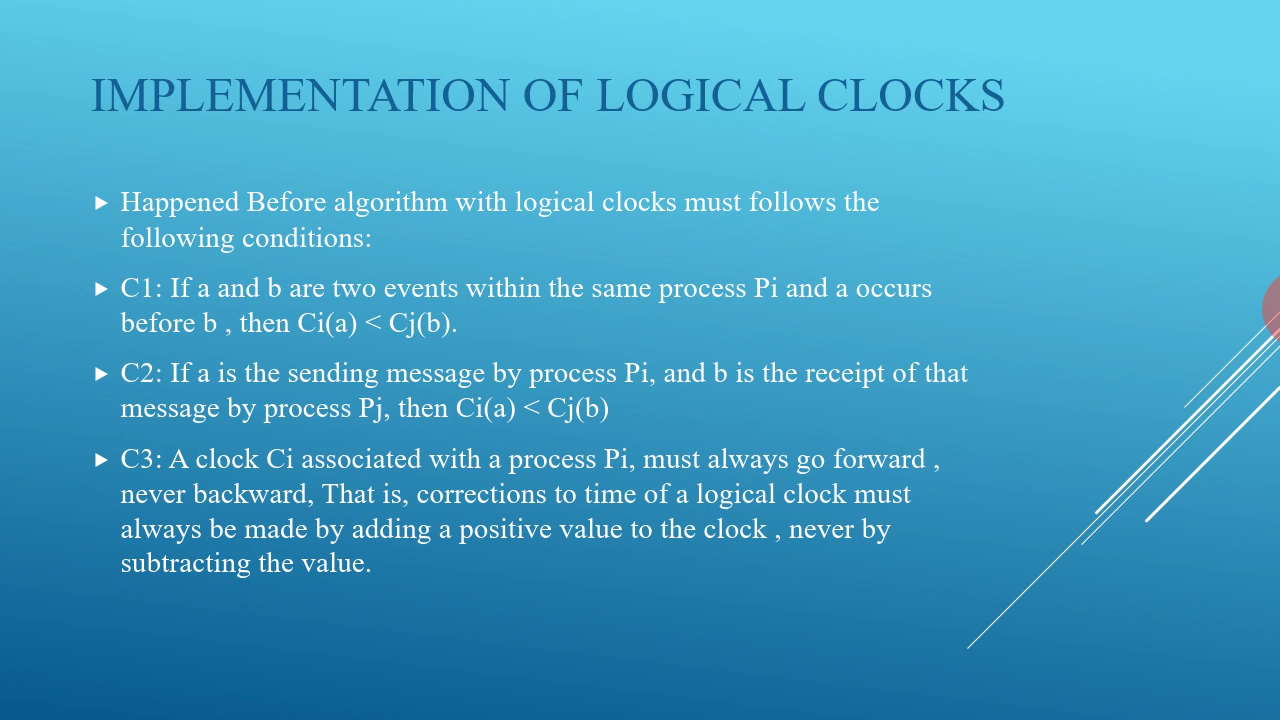 IMPLEMENTATION OF LOGICAL CLOCKS
Happened Before algorithm with logical clocks must follows the
following conditions:
C1: If a and b are two events within the same process Pi and a occurs
before b , then Ci(a) < Cj(b).
C2: If a is the sending message by process Pi, and b is the receipt of that
message by process Pj, then Ci(a) < Cj(b)
C3: A clock Ci associated with a process Pi, must always go forward ,
never backward, That is, corrections to time of a logical clock must
always be made by adding a positive value to the clock , never by
subtracting the value.